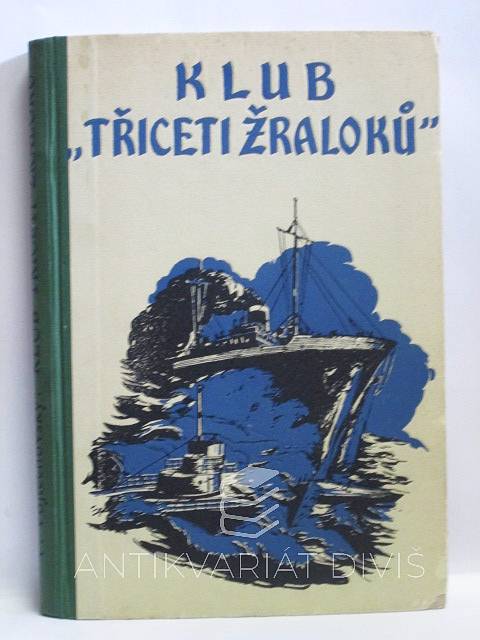 KLUB
„TŘICETI ŽRALOKŮ”
ANTIKVARIÁT DIVIŠ